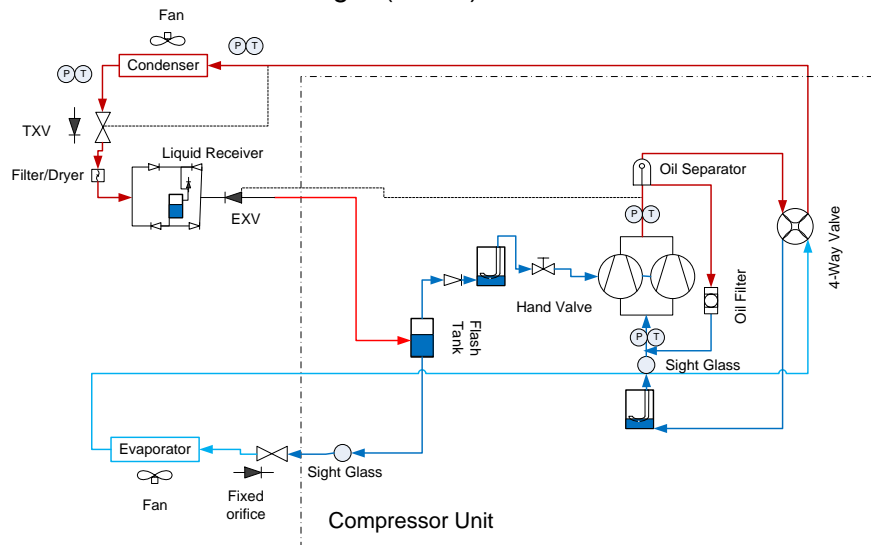 Fan
P T
P T
Condenser
TXV
Liquid Receiver
Filter/Dryer
EXV
Oil Separator
P T
4-Way Valve
Hand Valve
Oil Filter
Flash
Tank
P T
Sight Glass
Evaporator
Sight Glass
Fan
Fixed
orifice
Compressor Unit